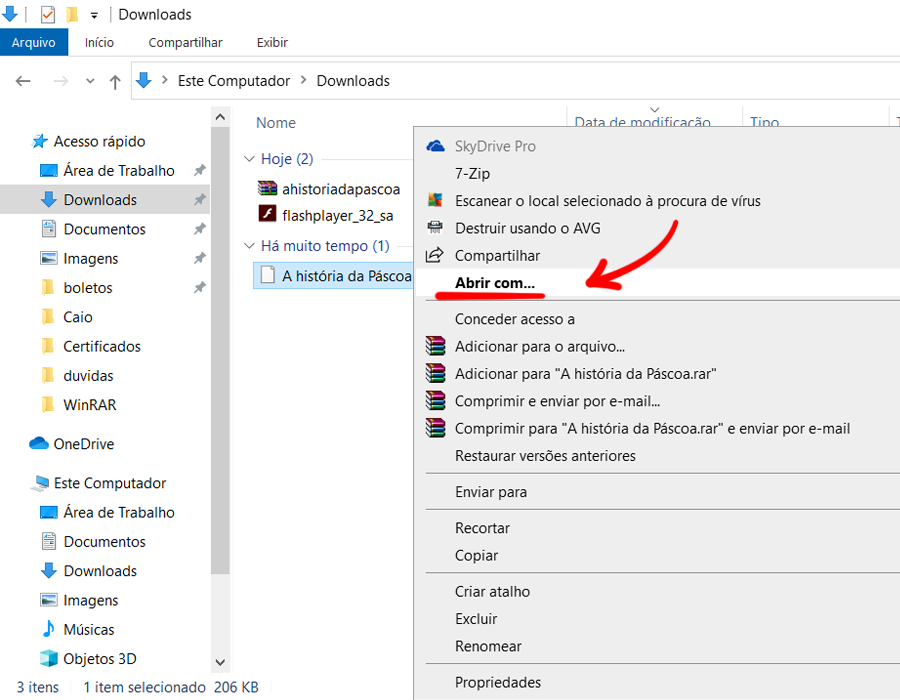 Downloads
Arquivo Início Compartilhar Exibir
Este Computador Downloads
Acesso rápido
Área de Trabalho
Downloads
Documentos
Imagens
boletos
Caio
Certificados
duvidas
WinRAR
OneDrive
Este Computador
Área de Trabalho
Documentos
Downloads
Imagens
Músicas
Objetos 3D
Nome Data de modificação Tipo
Hoje (2)
ahistoriadapascoa
flashplayer_32_sa
Há muito tempo (1)
A história da Páscoa
SkyDrive Pro
7-Zip
Escanear o local selecionado à procura de vírus
Destruir usando o AVG
Compartilhar
Abrir com...
Conceder acesso a
Adicionar para o arquivo...
Adicionar para "A história da Páscoa.rar"
Comprimir e enviar por e-mail...
Comprimir para "A história da Páscoa.rar" e enviar por e-mail
Restaurar versões anteriores
Enviar para
Recortar
Copiar
Criar atalho
Excluir
Renomear
Propriedades
3 itens 1 item selecionado 206 KB